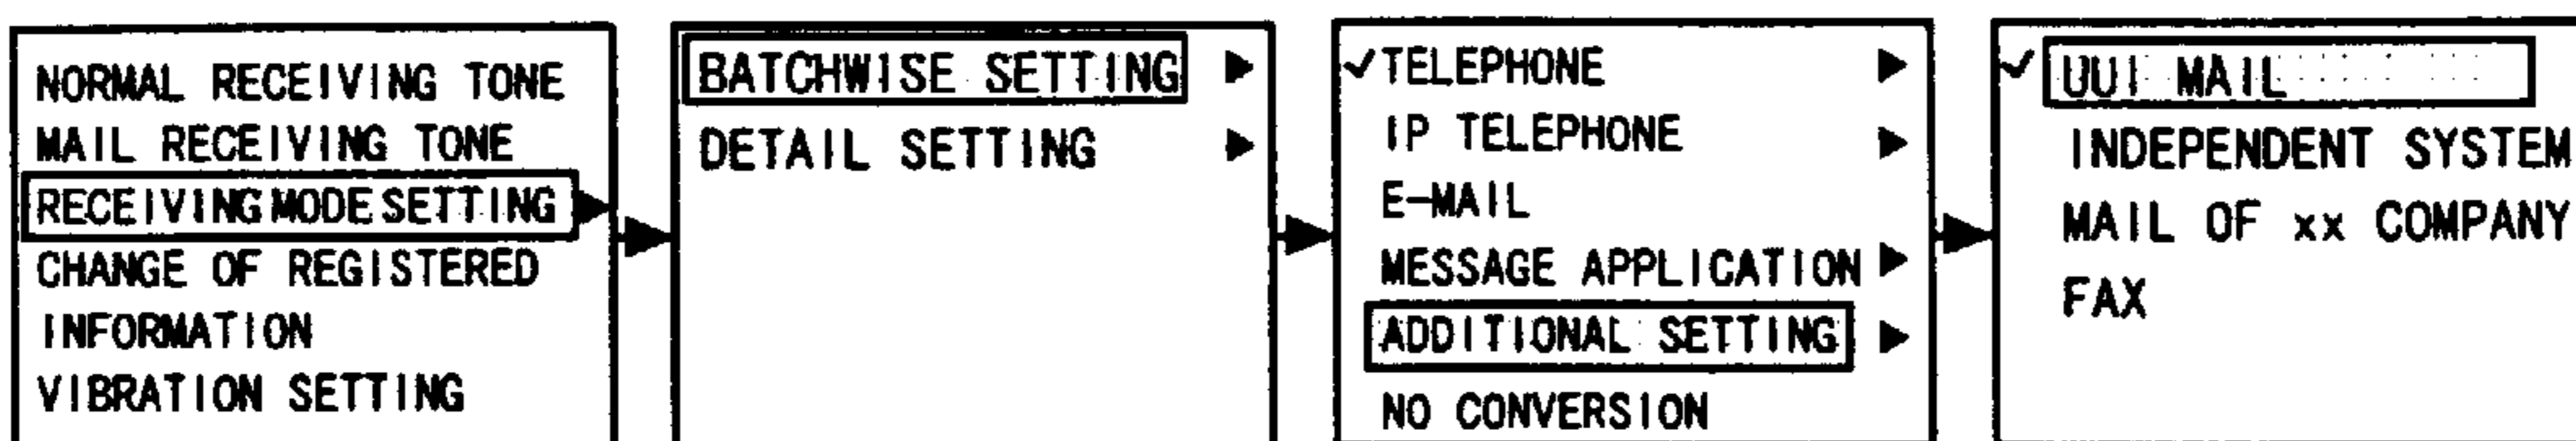 NORMAL RECEIVING TONE
MAIL RECEIVING TONE
RECEIVING MODE SETTING
CHANGE OF REGISTERED
INFORMATION
VIBRATION SETTING
BATCHWISE SETTING
DETAIL SETTING
✓TELEPHONE
IP TELEPHONE
E-MAIL
MESSAGE APPLICATION
ADDITIONAL SETTING
NO CONVERSION
✓ UUI MAIL
INDEPENDENT SYSTEM
MAIL OF xx COMPANY
FAX